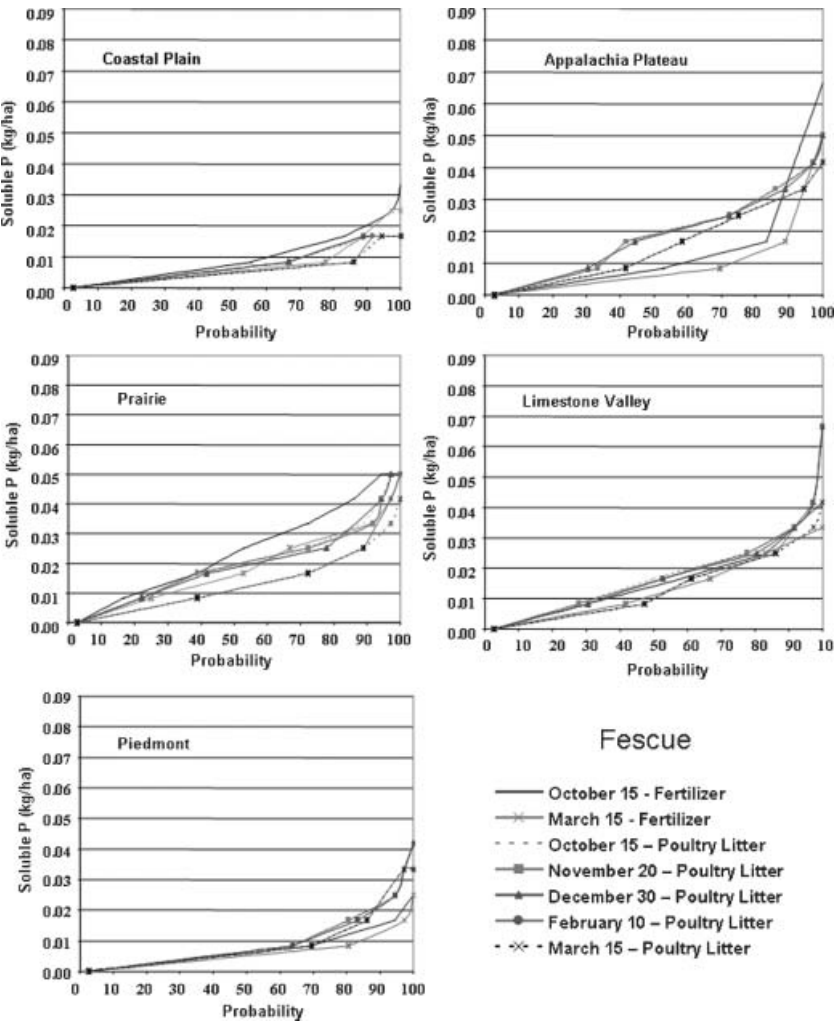 0.09
0.08
0.07
0.06
0.05
0.04
0.03
0.02
0.01
0.00
Soluble P (kg/ha)
Coastal Plain
0 10 20 30 40 50 60 70 80 90 100
Probability
0.09
0.08
0.07
0.06
0.05
0.04
0.03
0.02
0.01
0.00
Soluble P (kg/ha)
Appalachia Plateau
0 10 20 30 40 50 60 70 80 90 100
Probability
0.09
0.08
0.07
0.06
0.05
0.04
0.03
0.02
0.01
0.00
Soluble P (kg/ha)
Prairie
0 10 20 30 40 50 60 70 80 90 100
Probability
0.09
0.08
0.07
0.06
0.05
0.04
0.03
0.02
0.01
0.00
Soluble P (kg/ha)
Limestone Valley
0 10 20 30 40 50 60 70 80 90 10
Probability
0.09
0.08
0.07
0.06
0.05
0.04
0.03
0.02
0.01
0.00
Soluble P (kg/ha)
Piedmont
0 10 20 30 40 50 60 70 80 90 100
Probability
Fescue
October 15 - Fertilizer
March 15 - Fertilizer
October 15 – Poultry Litter
November 20 – Poultry Litter
December 30 – Poultry Litter
February 10 – Poultry Litter
March 15 – Poultry Litter